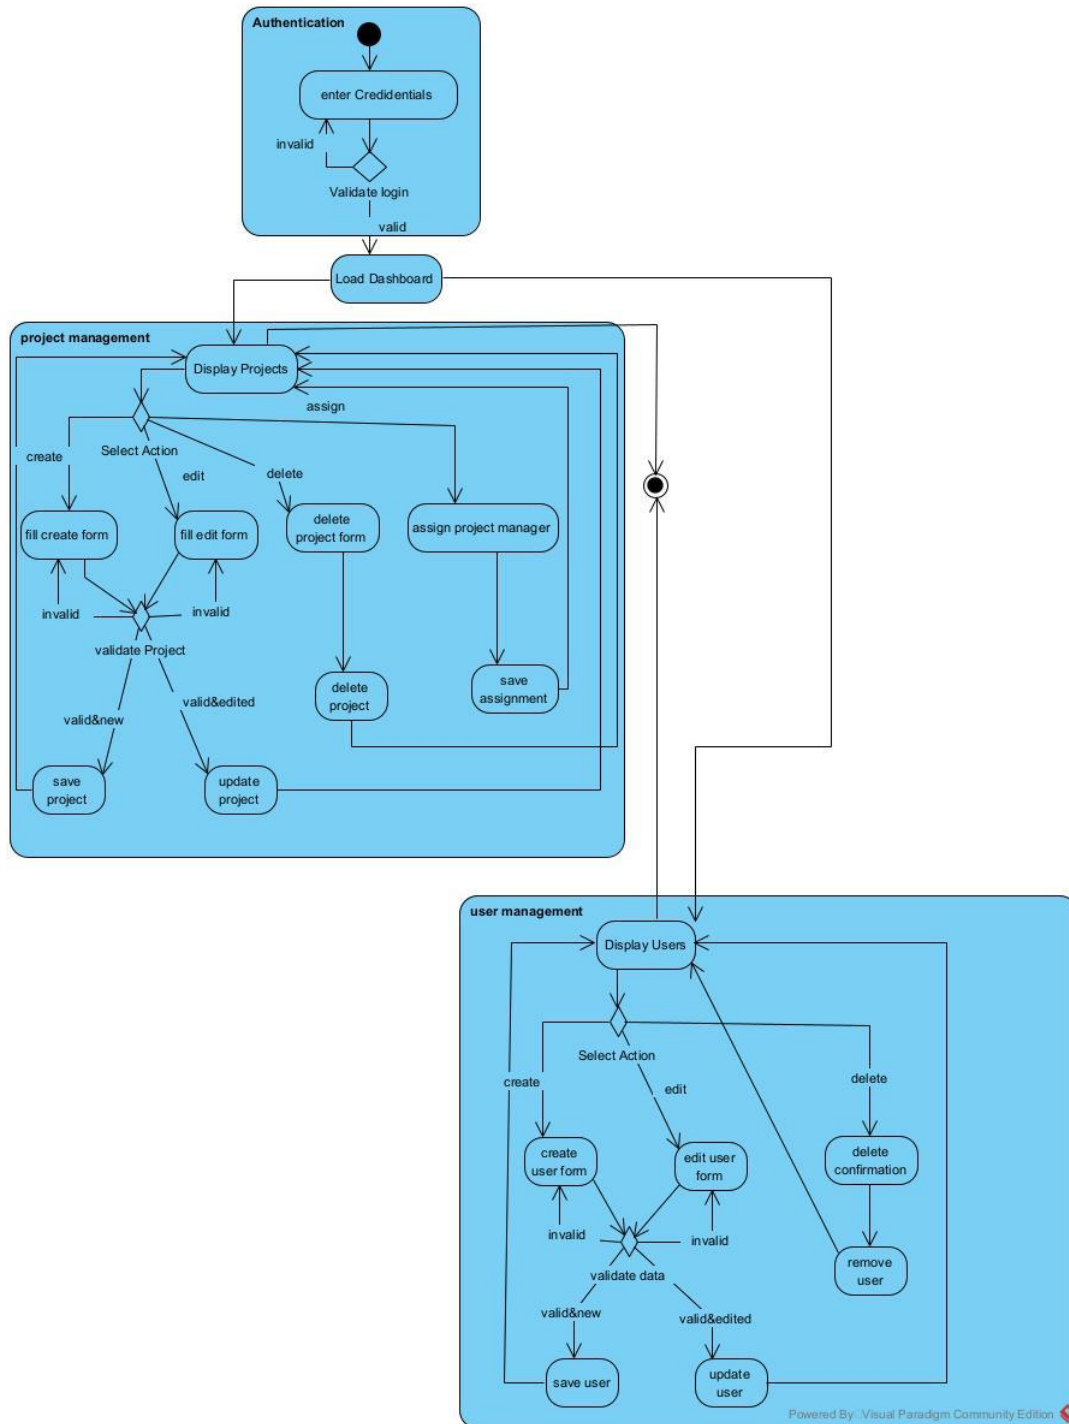 Authentication
enter Credidentials
invalid
Validate login
valid
Load Dashboard
project management
Display Projects
assign
Select Action
create
edit
delete
fill create form
fill edit form
delete
project form
assign project manager
invalid
invalid
validate Project
valid&new
valid&edited
delete
project
save
assignment
save
project
update
project
user management
Display Users
Select Action
create
edit
delete
create
user form
edit user
form
delete
confirmation
invalid
invalid
validate data
remove
user
valid&new
valid&edited
save user
update
user
Powered By Visual Paradigm Community Edition